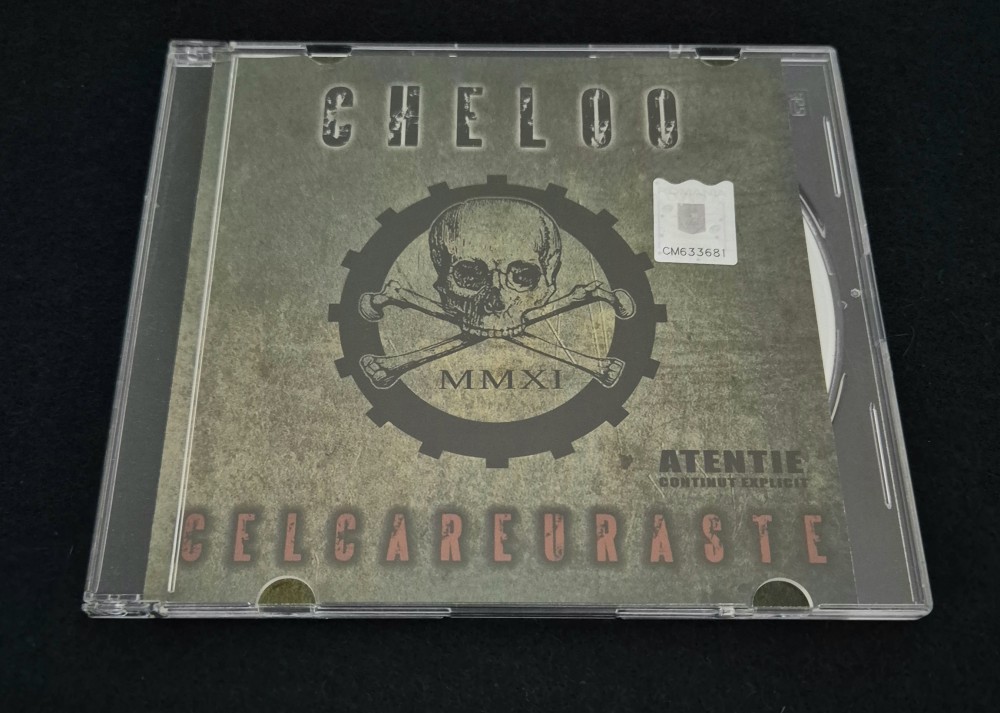 CHELOO
CM633681
MMXI
ATENTIE
CONTINUT EXPLICIT
CELCAREURASTE